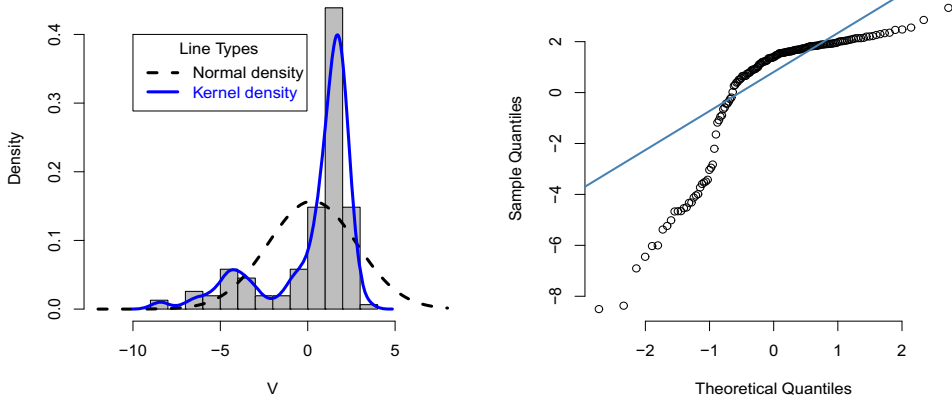 Line Types
Normal density
Kernel density
Density
0.0
0.1
0.2
0.3
0.4
−10
−5
0
5
V
Sample Quantiles
−8
−6
−4
−2
0
2
−2
−1
0
1
2
Theoretical Quantiles